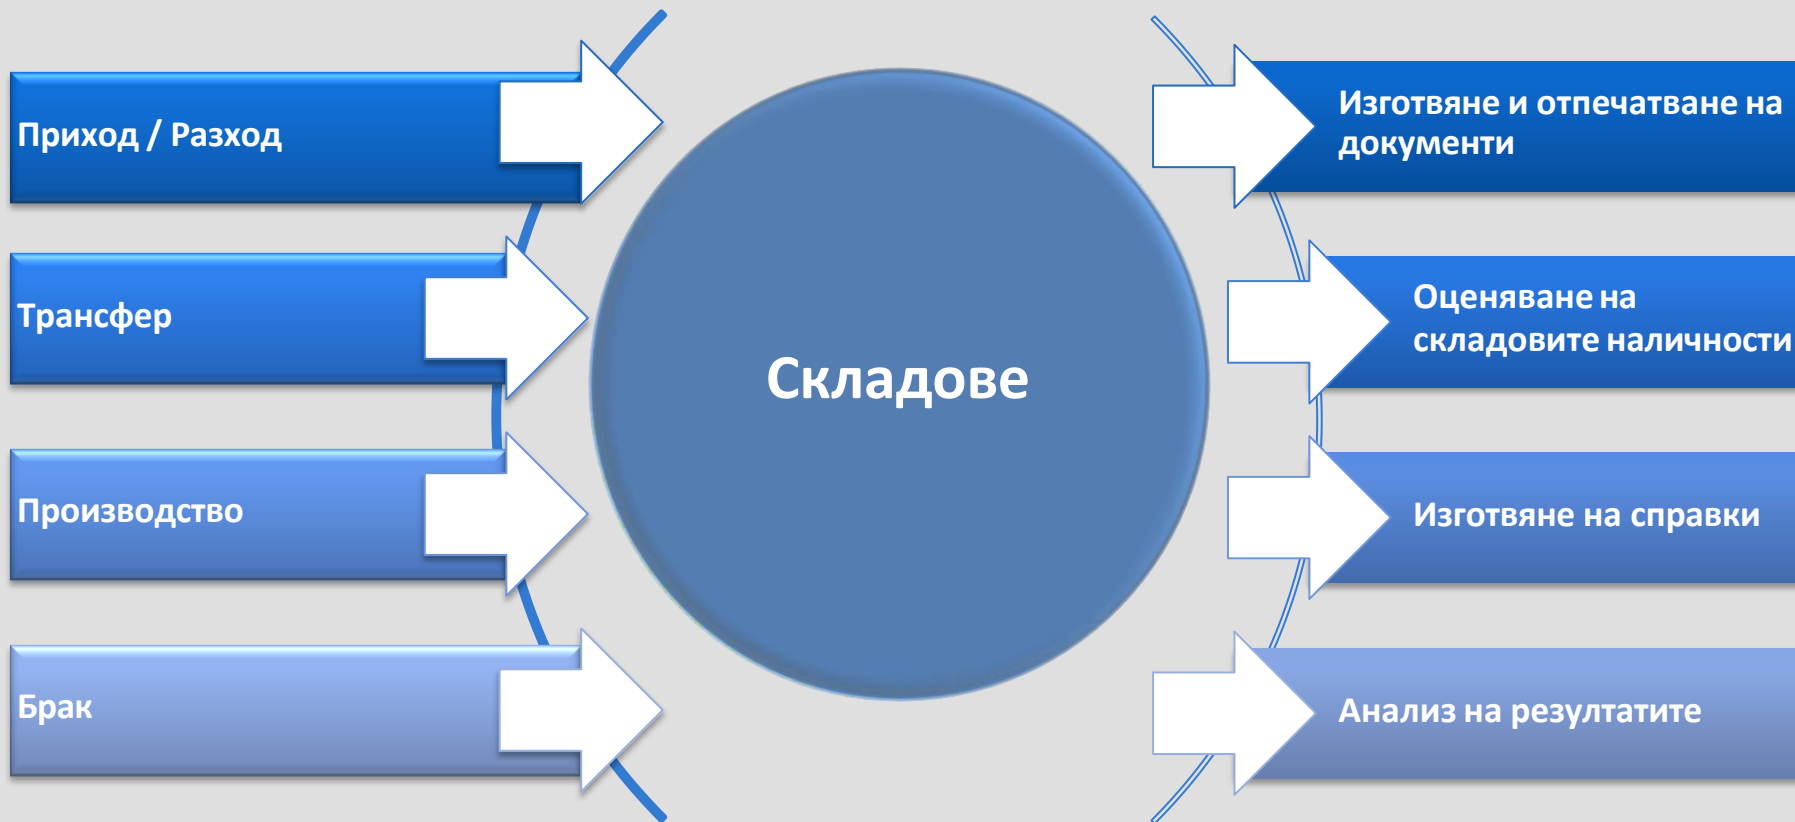 Приход / Разход
Трансфер
Производство
Брак
Складове
Изготвяне и отпечатване на
документи
Оценяване на
складовите наличности
Изготвяне на справки
Анализ на резултатите